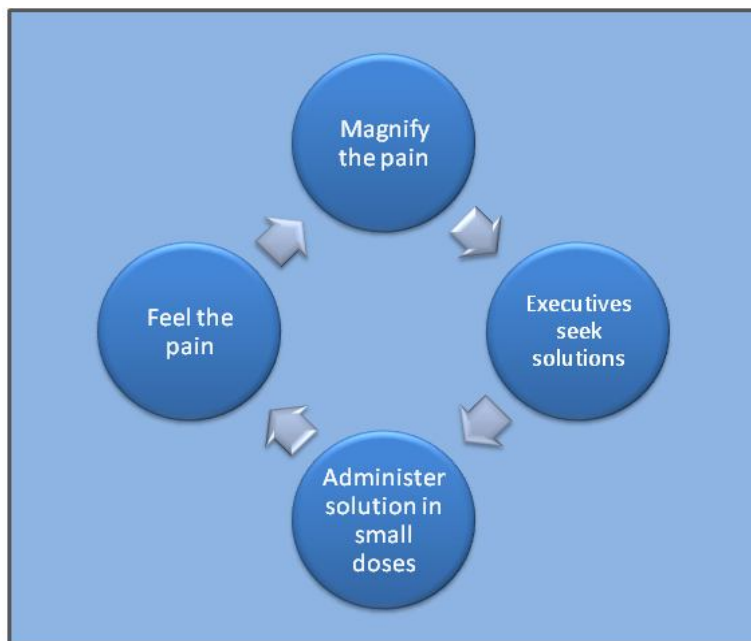 Magnify
the pain
Executives
seek
solutions
Administer
solution in
small
doses
Feel the
pain